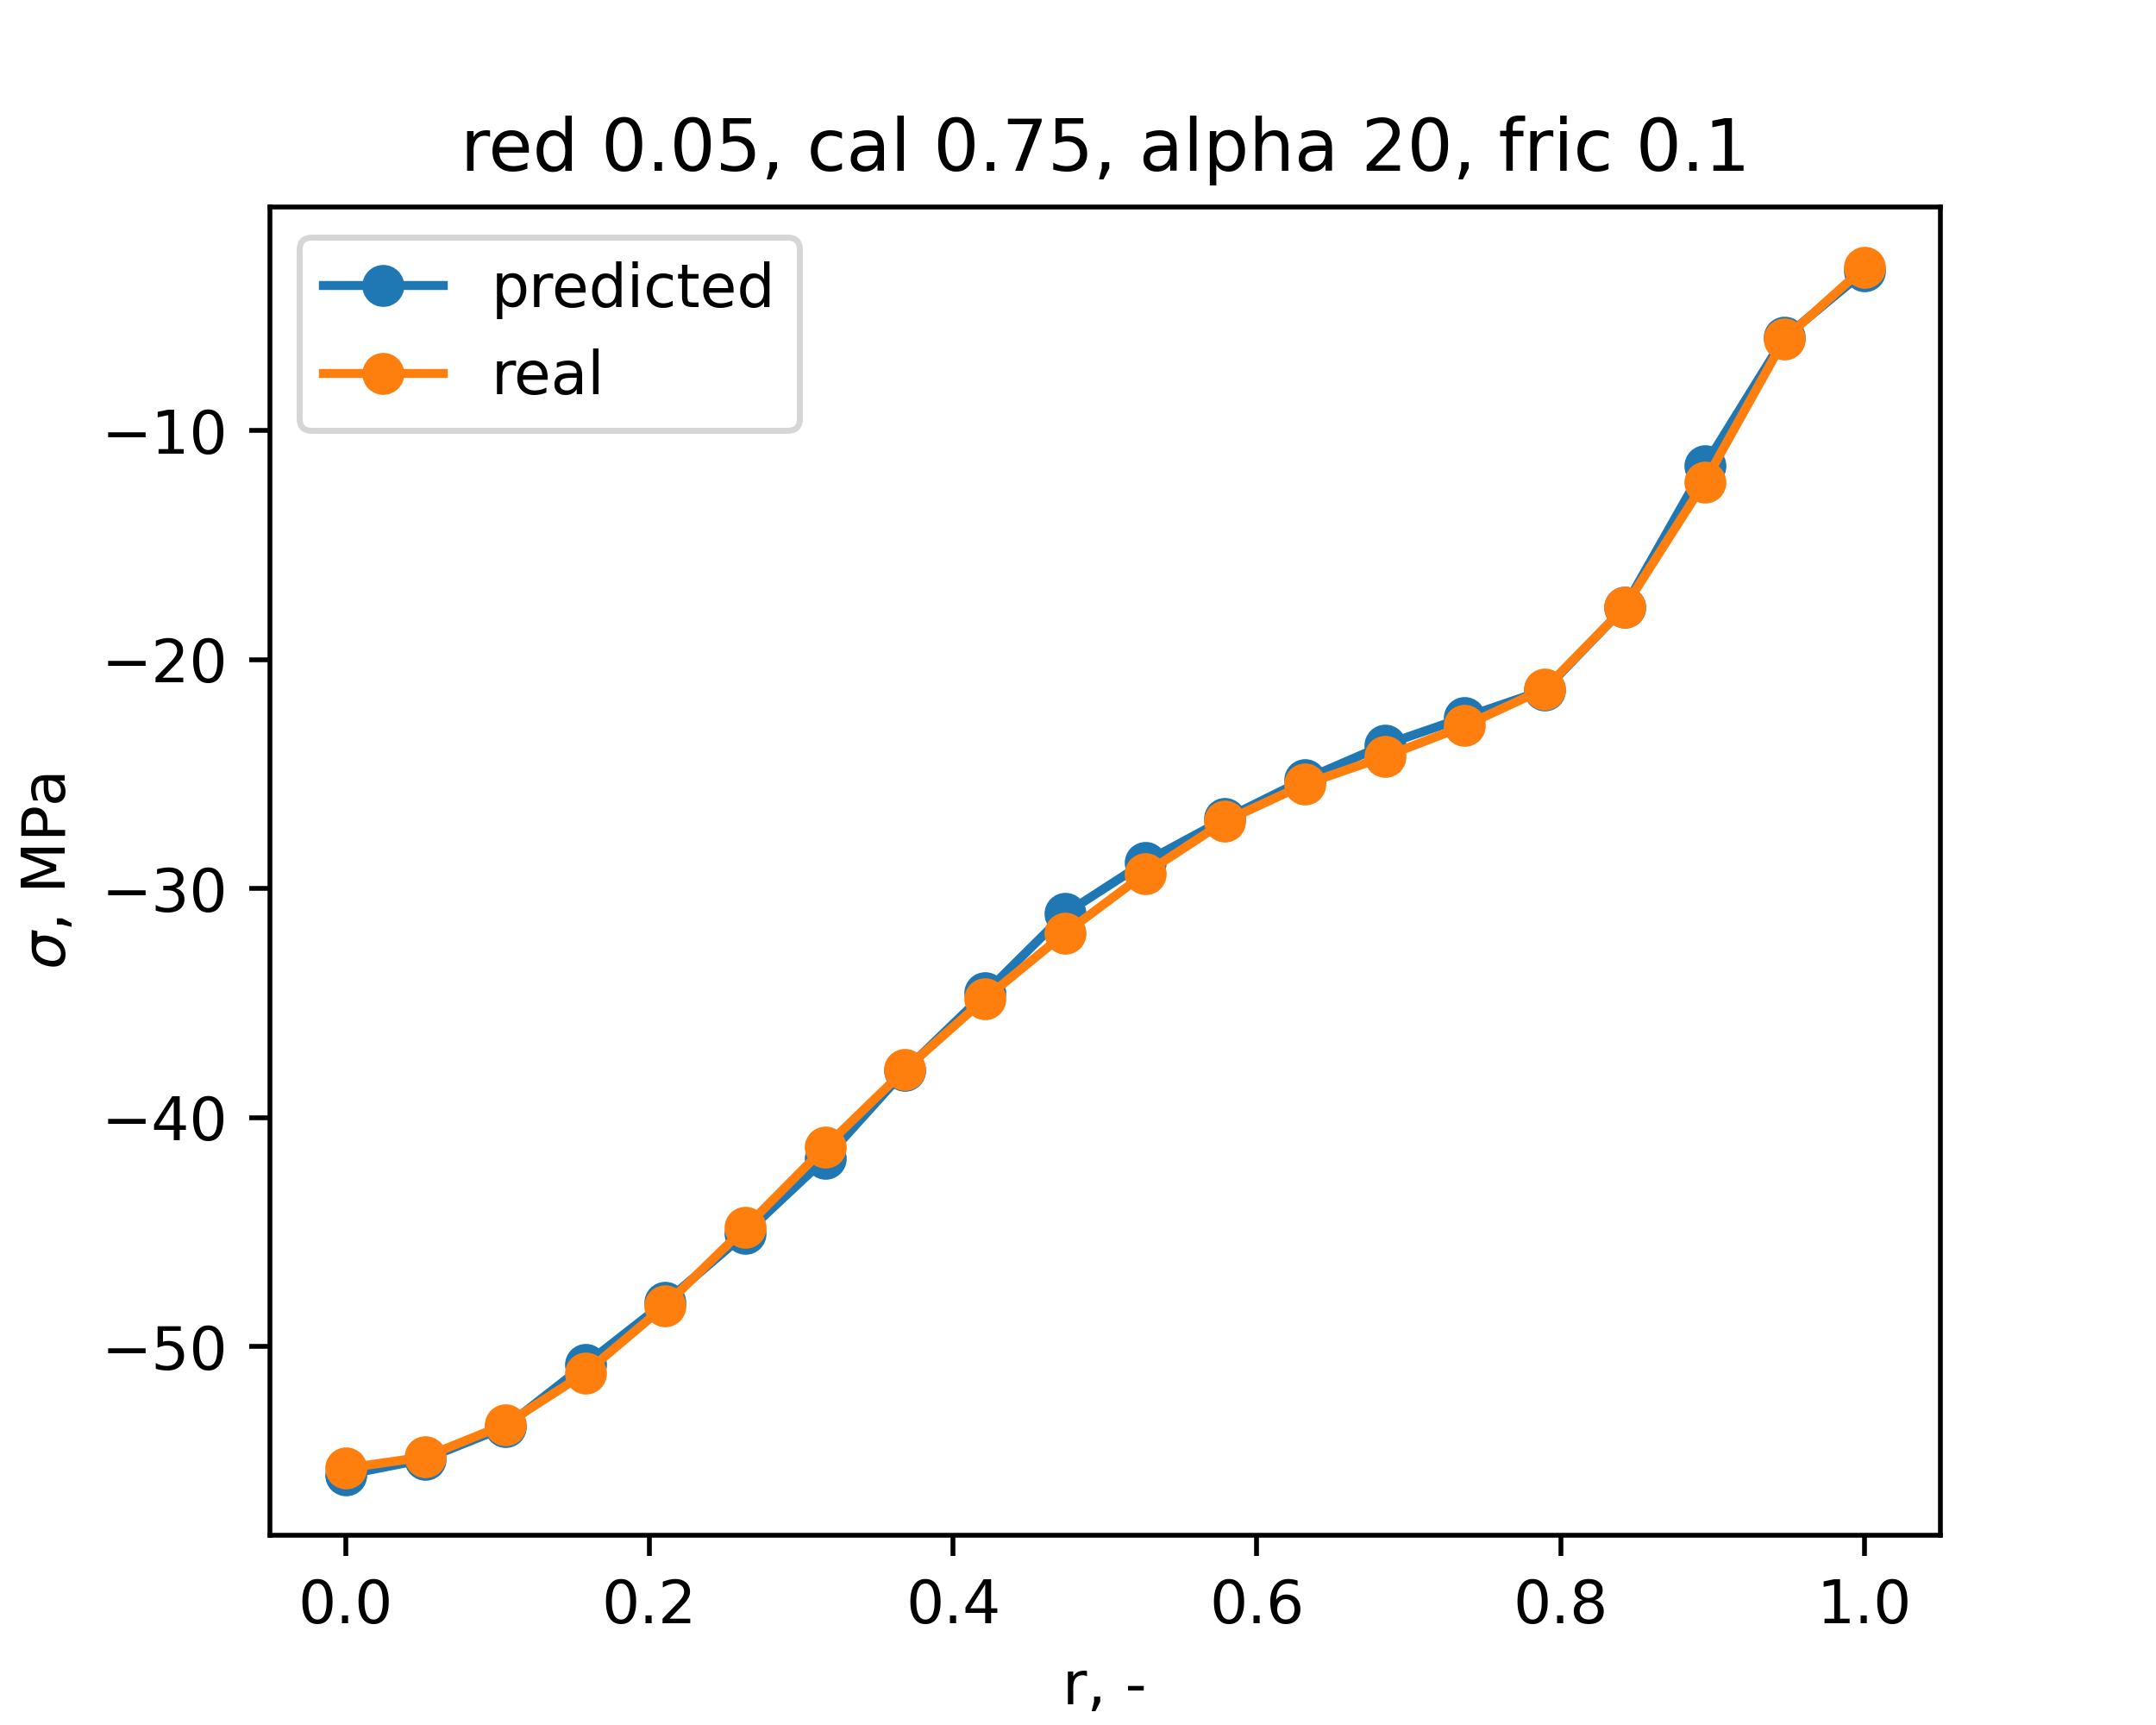 red 0.05, cal 0.75, alpha 20, fric 0.1
predicted
real
−10
−20
−30
−40
−50
σ, MPa
0.0 0.2 0.4 0.6 0.8 1.0
r, -